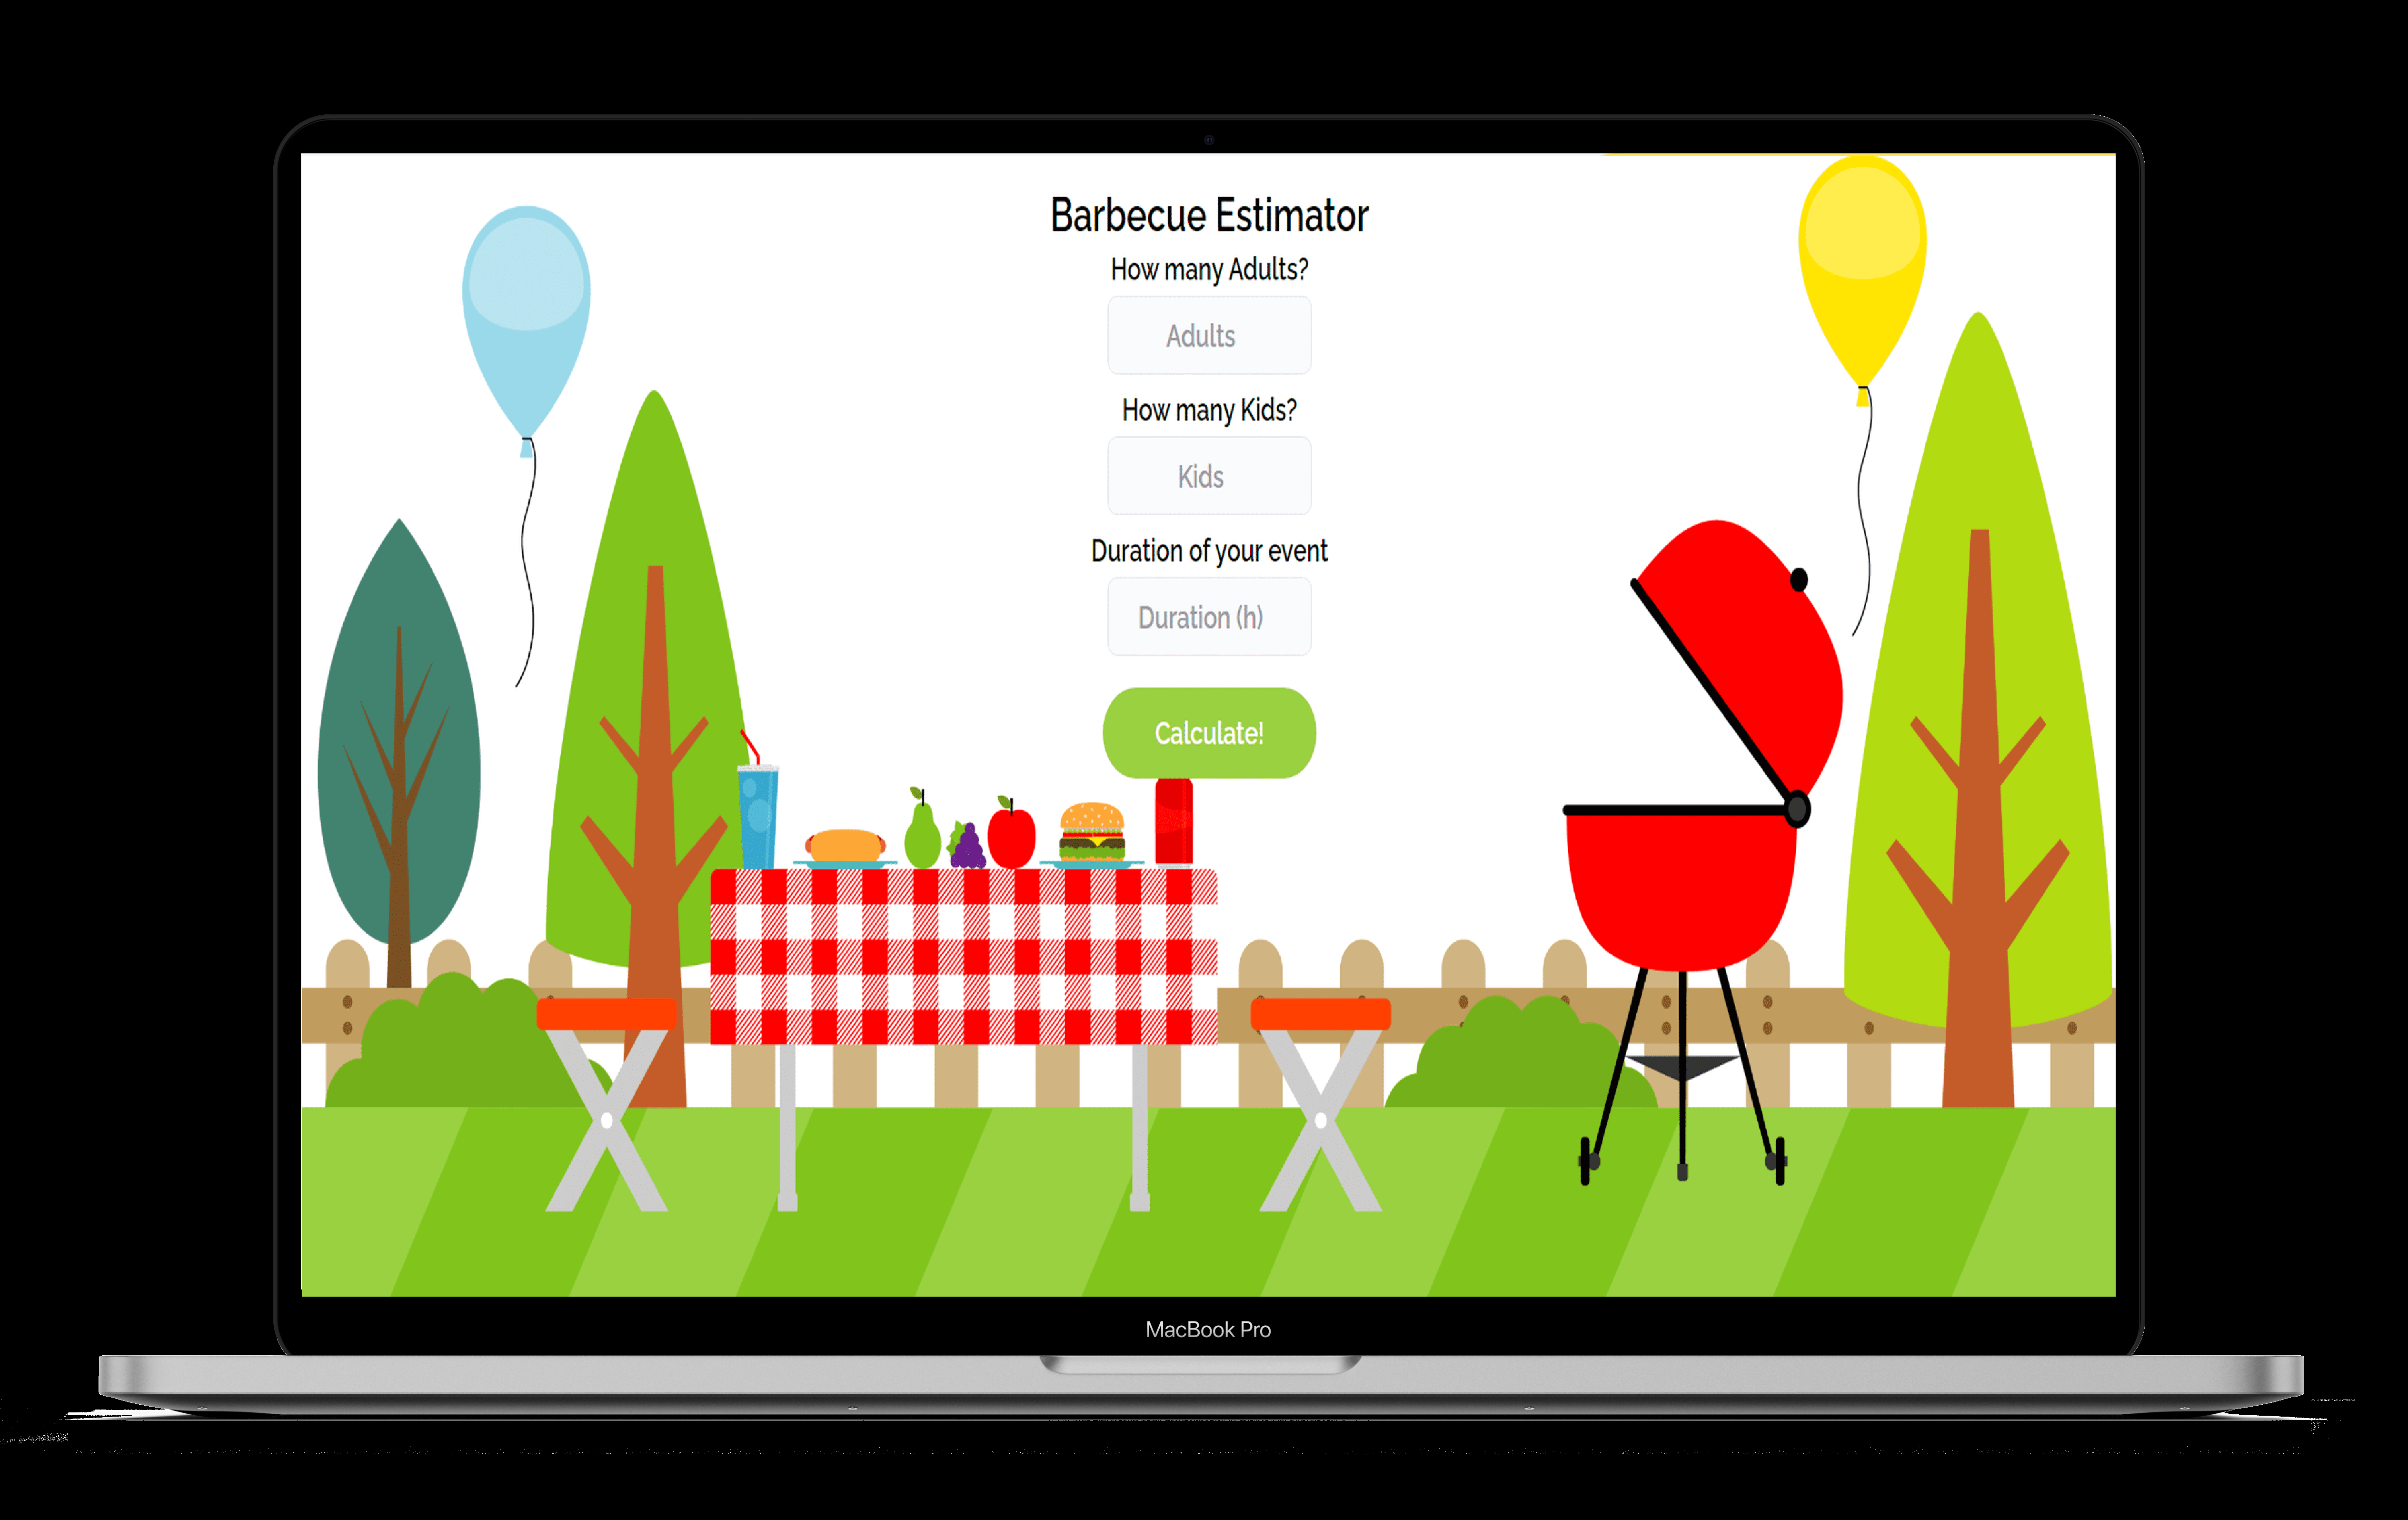 Barbecue Estimator
How many Adults?
Adults
How many Kids?
Kids
Duration of your event
Duration (h)
Calculate!
MacBook Pro